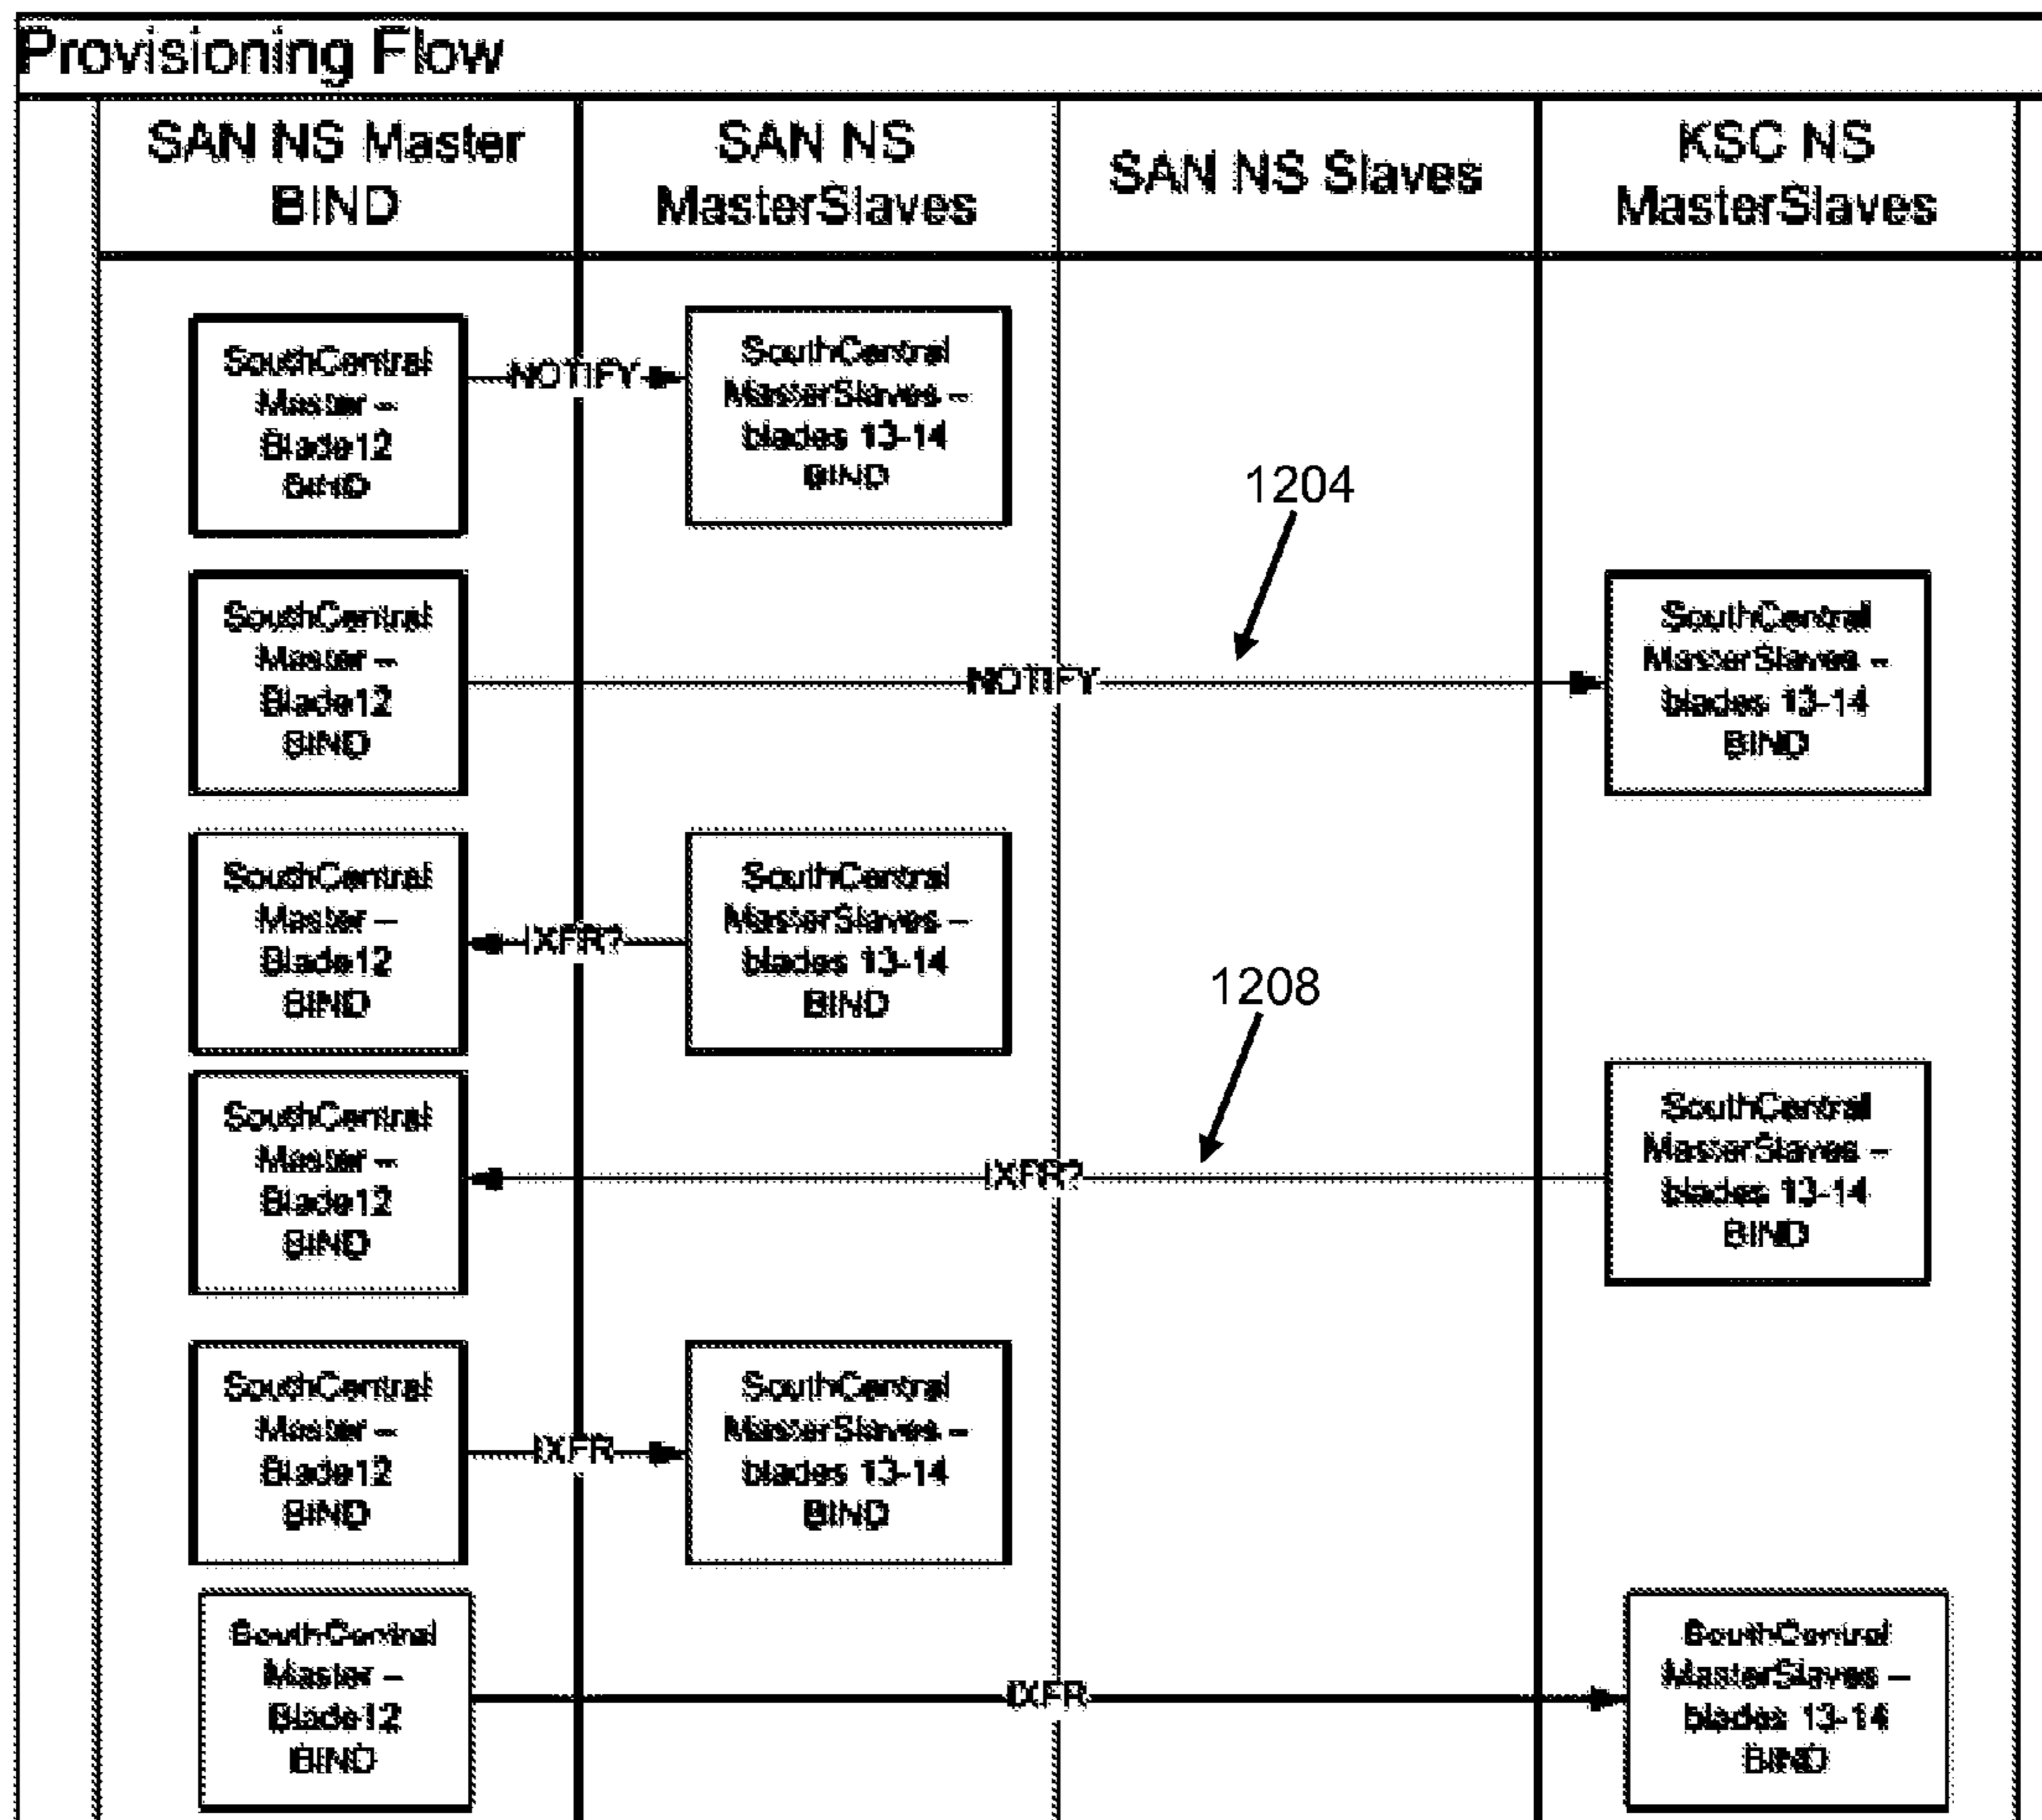 Provisioning Flow
SAN NS Master
BIND
SAN NS
MasterSlaves
SAN NS Slaves
KSC NS
MasterSlaves
SouthCentral
Master –
Blade12
BIND
NOTIFY
SouthCentral
MasterSlaves –
blades 13-14
BIND
1204
SouthCentral
Master –
Blade12
BIND
NOTIFY
SouthCentral
MasterSlaves –
blades 13-14
BIND
SouthCentral
Master –
Blade12
BIND
IXFR?
SouthCentral
MasterSlaves –
blades 13-14
BIND
1208
SouthCentral
Master –
Blade12
BIND
IXFR?
SouthCentral
MasterSlaves –
blades 13-14
BIND
SouthCentral
Master –
Blade12
BIND
IXFR
SouthCentral
MasterSlaves –
blades 13-14
BIND
SouthCentral
Master –
Blade12
BIND
IXFR
SouthCentral
MasterSlaves –
blades 13-14
BIND